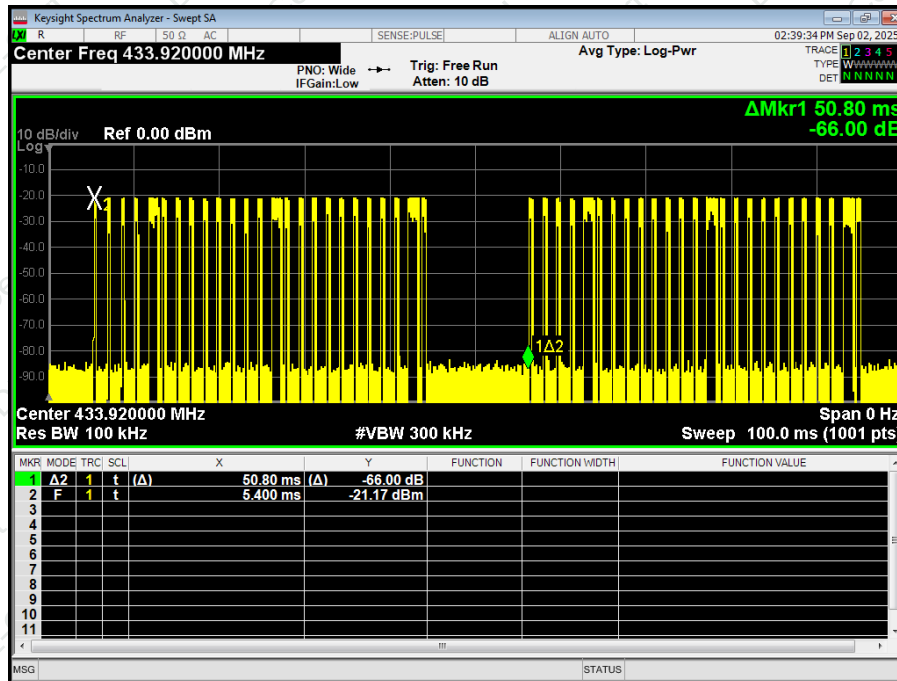 Keysight Spectrum Analyzer - Swept SA
LXI R RF 50 Ω AC SENSE:PULSE ALIGN AUTO 02:39:34 PM Sep 02, 2025
Center Freq 433.920000 MHz
PNO: Wide
IFGain:Low
Trig: Free Run
Atten: 10 dB
Avg Type: Log-Pwr
TRACE 1 2 3 4 5
TYPE W W W W W W
DET N N N N N
ΔMkr1 50.80 ms
-66.00 dB
10 dB/div Ref 0.00 dBm
Log
-10.0
-20.0
X2
-30.0
-40.0
-50.0
-60.0
-70.0
-80.0
1Δ2
-90.0
Center 433.920000 MHz Span 0 Hz
Res BW 100 kHz #VBW 300 kHz Sweep 100.0 ms (1001 pts)
MKR MODE TRC SCL X Y FUNCTION FUNCTION WIDTH FUNCTION VALUE
1 Δ2 1 t (Δ) 50.80 ms (Δ) -66.00 dB
2 F 1 t 5.400 ms -21.17 dBm
3
4
5
6
7
8
9
10
11
MSG STATUS